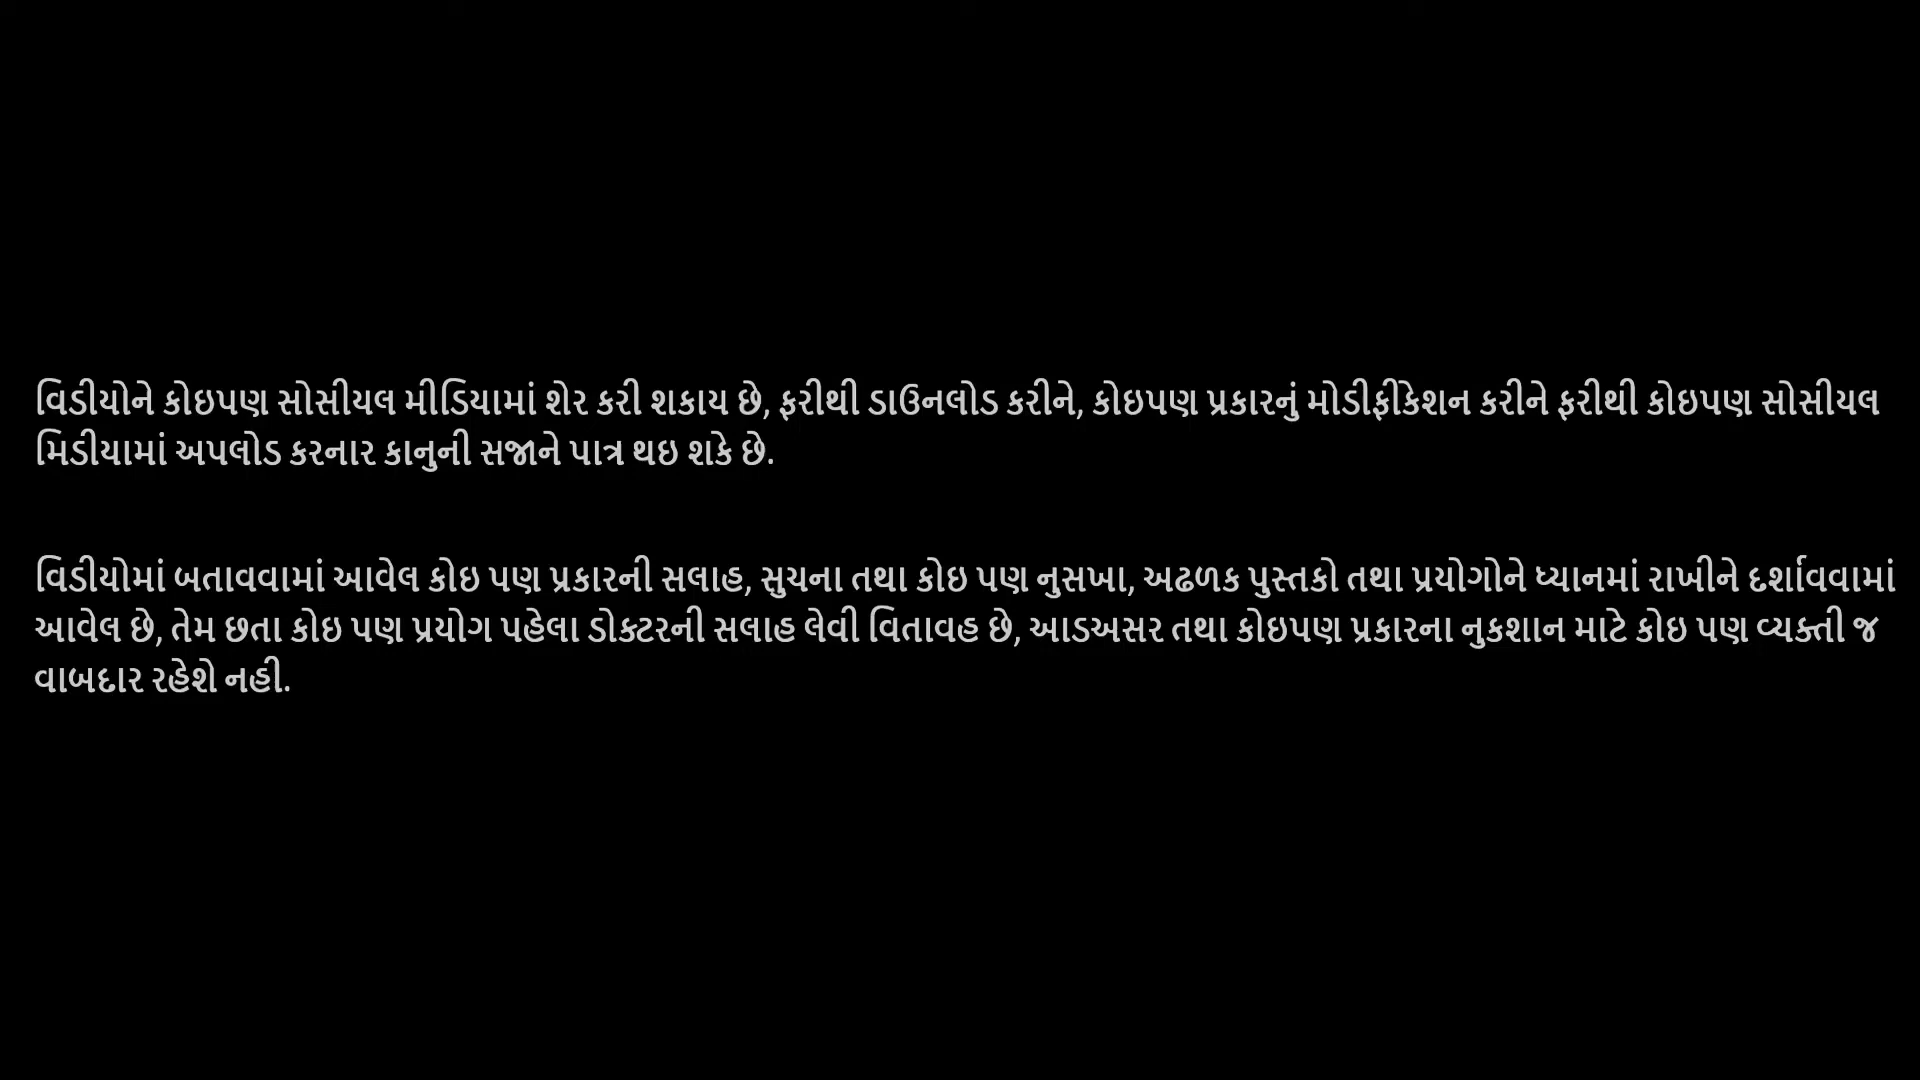 વિડીયોને કોઇપણ સોસીયલ મીડિયામાં શેર કરી શકાય છે, ફરીથી ડાઉનલોડ કરીને, કોઇપણ પ્રકારનું મોડીફીકેશન કરીને ફરીથી કોઇપણ સોસીયલ
મિડીયામાં અપલોડ કરનાર કાનુની સજાને પાત્ર થઇ શકે છે.
વિડીયોમાં બતાવવામાં આવેલ કોઇ પણ પ્રકારની સલાહ, સુચના તથા કોઇ પણ નુસખા, અઢળક પુસ્તકો તથા પ્રયોગોને ધ્યાનમાં રાખીને દર્શાવવામાં
આવેલ છે, તેમ છતા કોઇ પણ પ્રયોગ પહેલા ડોક્ટરની સલાહ લેવી વિતાવહ છે, આડઅસર તથા કોઇપણ પ્રકારના નુકશાન માટે કોઇ પણ વ્યક્તી જ
વાબદાર રહેશે નહી.